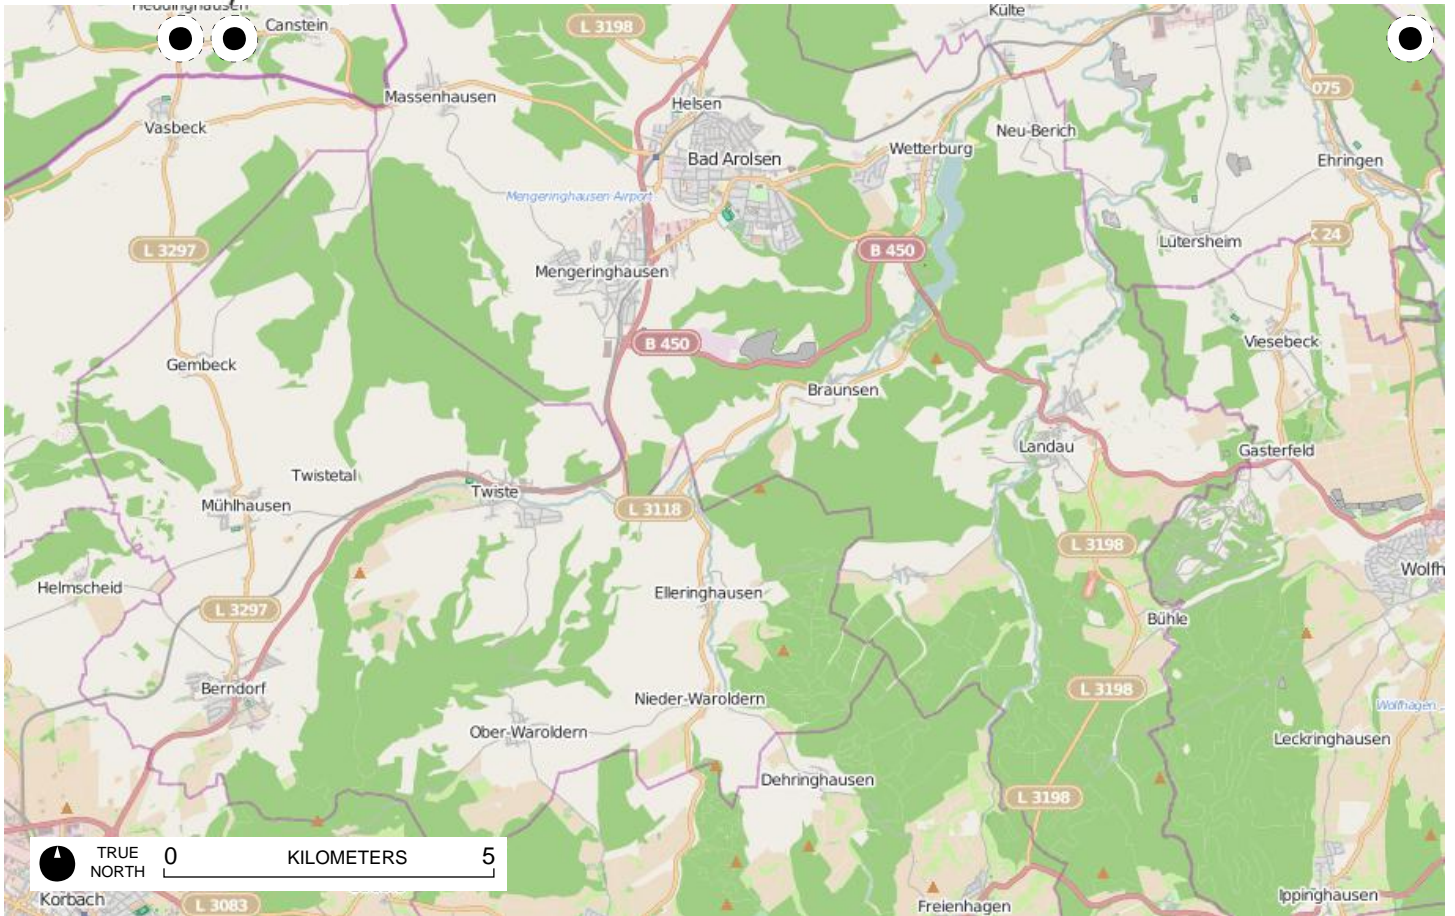 Canstein
L 3198
Külte
Massenhausen
Helsen
075
Vasbeck
Neu-Berich
Wetterburg
Bad Arolsen
Ehringen
Mengeringhausen Airport
K 24
L 3297
B 450
Lütersheim
Mengeringhausen
B 450
Viesebeck
Gembeck
Braunsen
Landau
Gasterfeld
Twistetal
Twiste
Mühlhausen
L 3118
L 3198
Helmscheid
Elleringhausen
L 3297
Bühle
Berndorf
L 3198
Nieder-Waroldern
Wolfhagen
Ober-Waroldern
Leckringhausen
Dehringhausen
L 3198
TRUE NORTH
0 KILOMETERS 5
Korbach
L 3083
Freienhagen
Ippinghausen